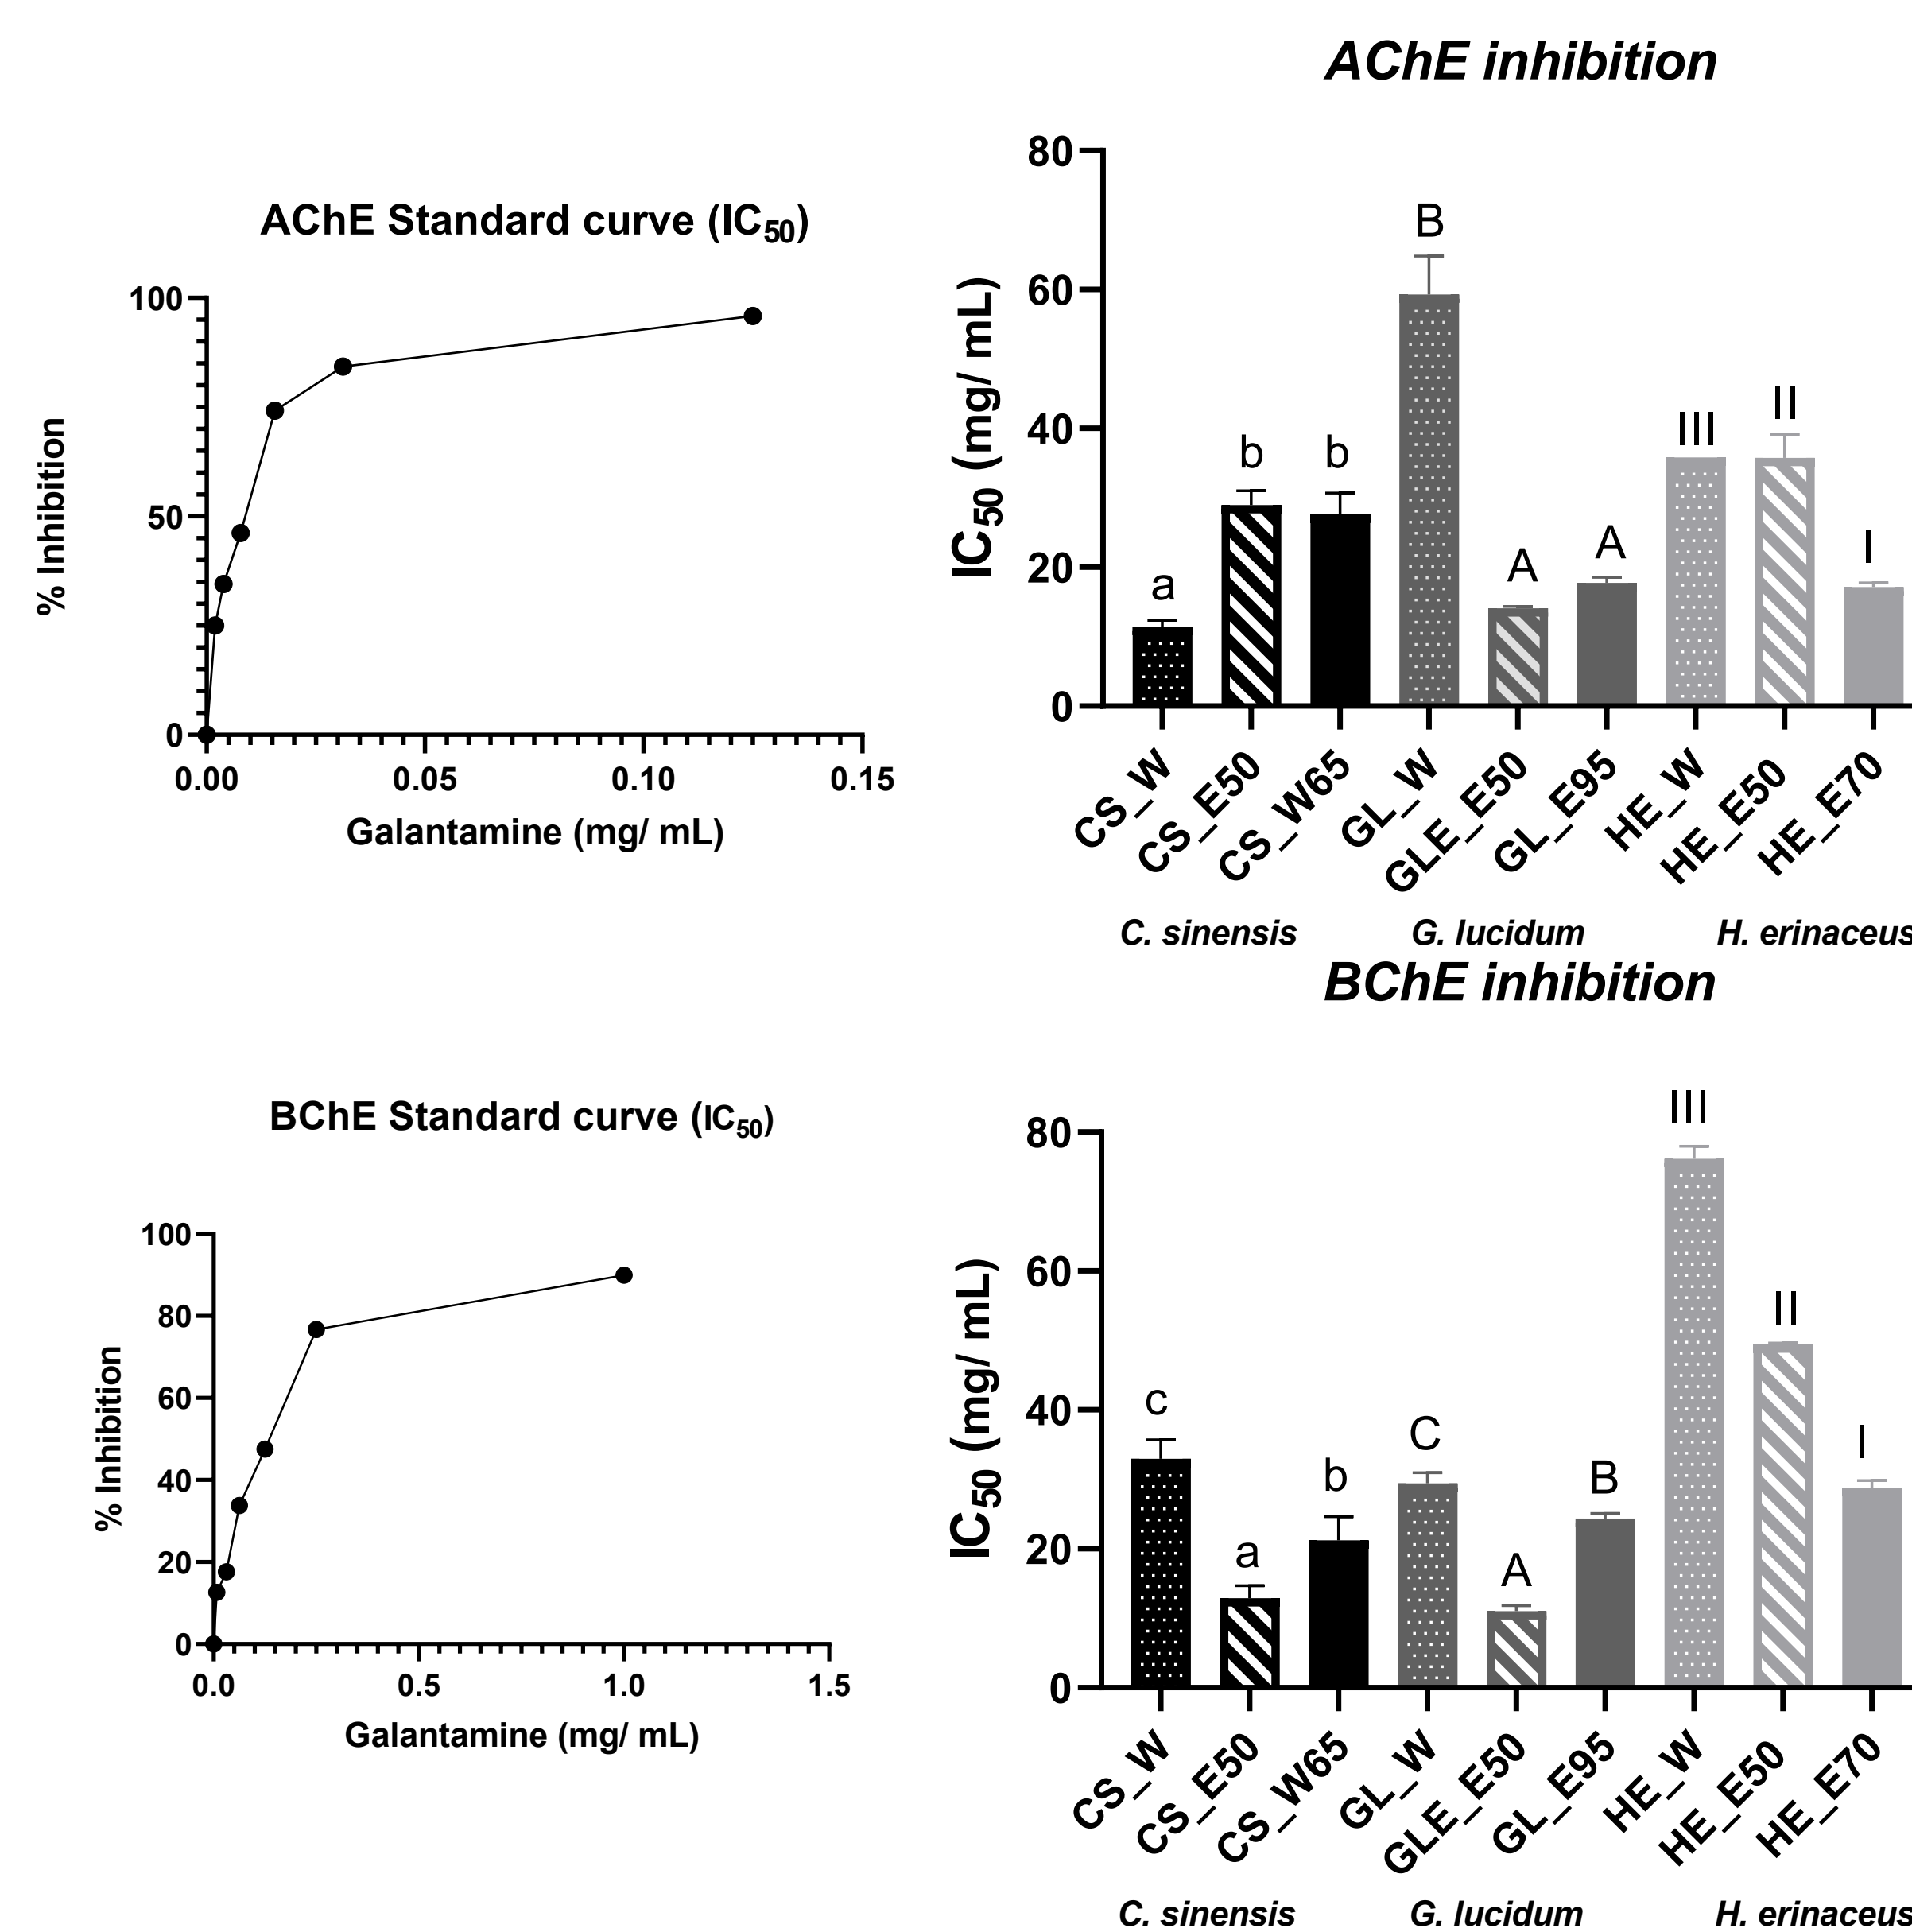 AChE Standard curve (IC50)
100
50
0
% Inhibition
0.00 0.05 0.10 0.15
Galantamine (mg/ mL)
AChE inhibition
80
60
40
20
0
IC50 (mg/ mL)
a b b B A A III II I
CS_W CS_E50 CS_W65 GL_W GLE_E50 GL_E95 HE_W HE_E50 HE_E70
C. sinensis G. lucidum H. erinaceus
BChE Standard curve (IC50)
100
80
60
40
20
0
% Inhibition
0.0 0.5 1.0 1.5
Galantamine (mg/ mL)
BChE inhibition
80
60
40
20
0
IC50 (mg/ mL)
c a b C A B III II I
CS_W CS_E50 CS_W65 GL_W GLE_E50 GL_E95 HE_W HE_E50 HE_E70
C. sinensis G. lucidum H. erinaceus